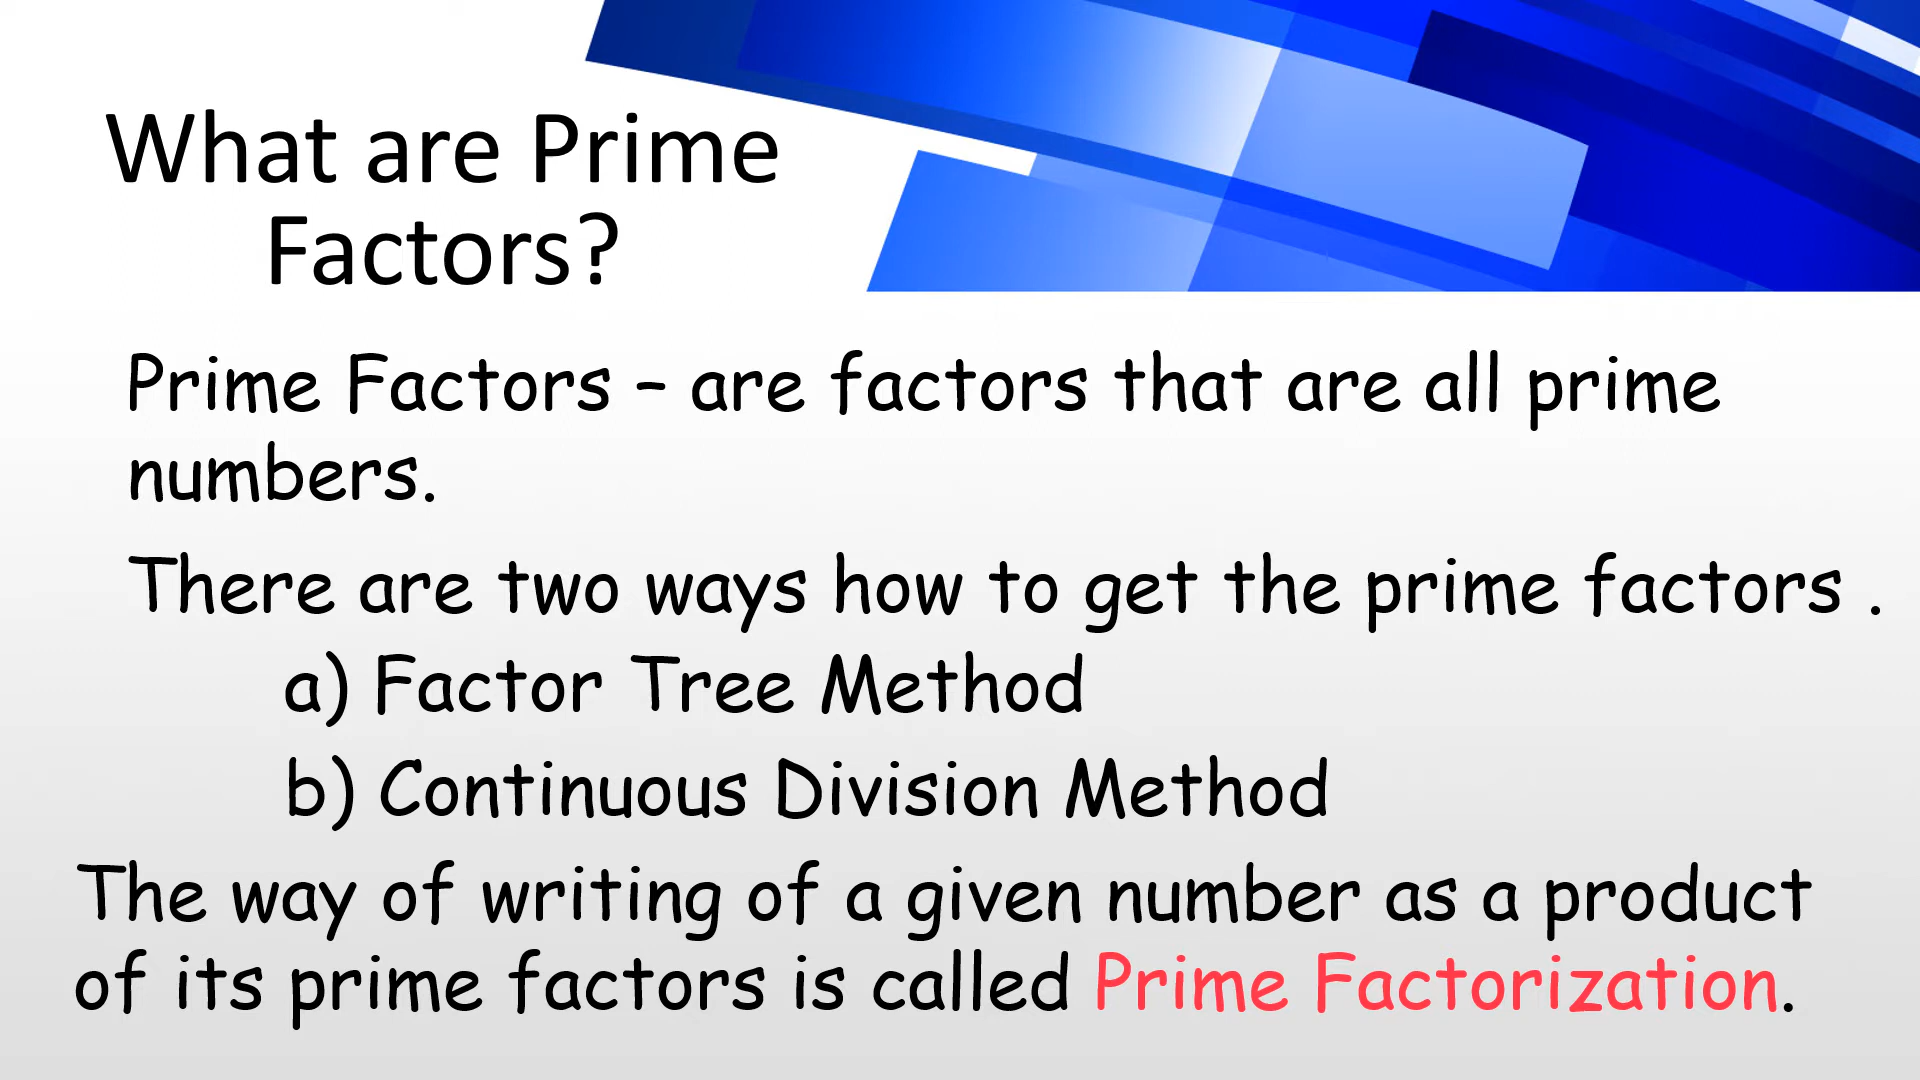 What are Prime
Factors?
Prime Factors – are factors that are all prime
numbers.
There are two ways how to get the prime factors .
a) Factor Tree Method
b) Continuous Division Method
The way of writing of a given number as a product
of its prime factors is called Prime Factorization.